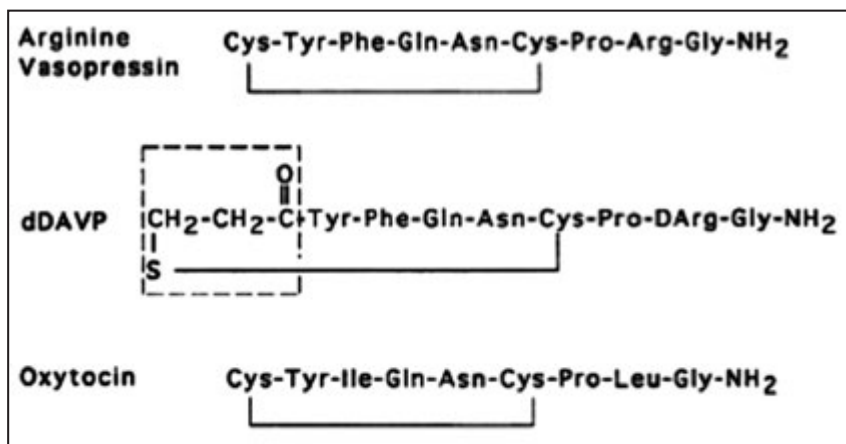 Arginine
Vasopressin
Cys-Tyr-Phe-Gln-Asn-Cys-Pro-Arg-Gly-NH2
O
dDAVP
CH2-CH2-C-Tyr-Phe-Gln-Asn-Cys-Pro-DArg-Gly-NH2
S
Oxytocin
Cys-Tyr-Ile-Gln-Asn-Cys-Pro-Leu-Gly-NH2